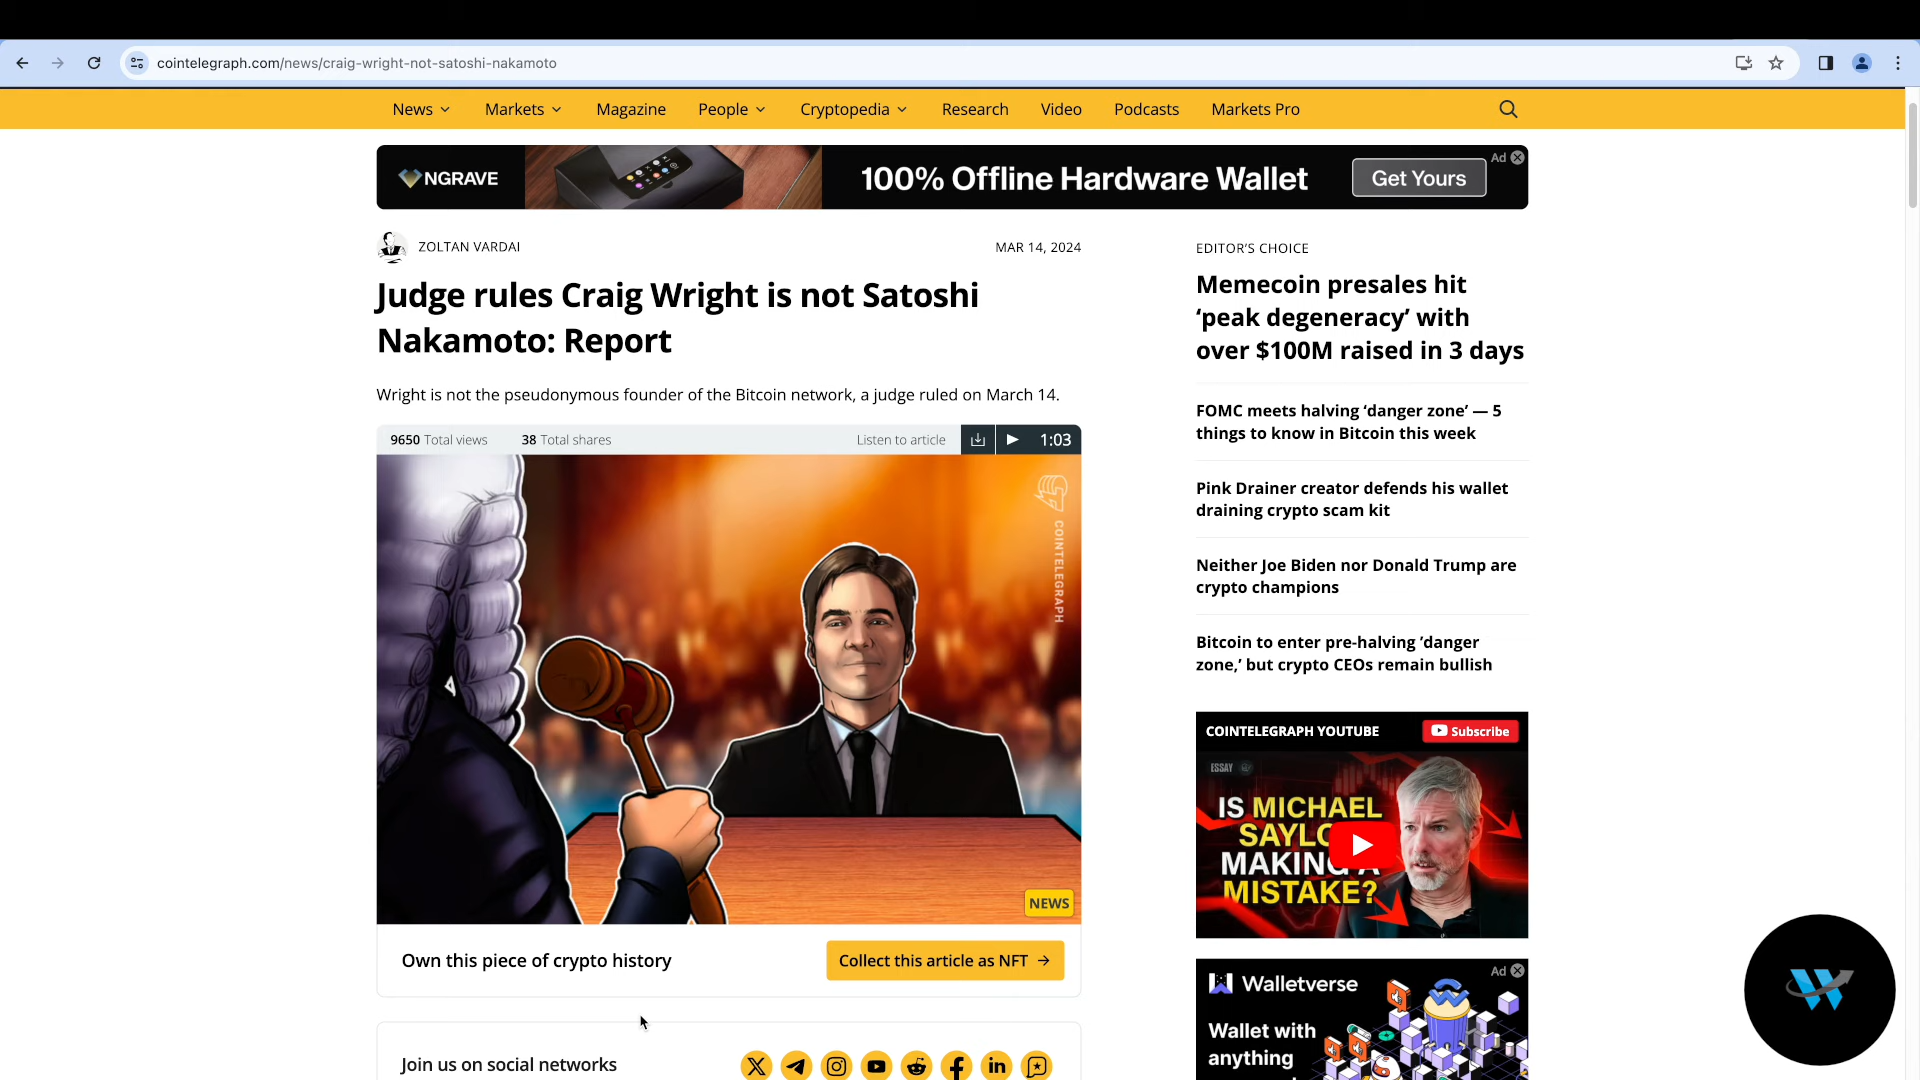 cointelegraph.com/news/craig-wright-not-satoshi-nakamoto
News
Markets
Magazine
People
Cryptopedia
Research
Video
Podcasts
Markets Pro
NGRAVE
100% Offline Hardware Wallet
Get Yours
Ad
ZOLTAN VARDAI
MAR 14, 2024
Judge rules Craig Wright is not Satoshi
Nakamoto: Report
Wright is not the pseudonymous founder of the Bitcoin network, a judge ruled on March 14.
9650 Total views
38 Total shares
Listen to article
1:03
COINTELEGRAPH
NEWS
Own this piece of crypto history
Collect this article as NFT →
Join us on social networks
EDITOR'S CHOICE
Memecoin presales hit
‘peak degeneracy’ with
over $100M raised in 3 days
FOMC meets halving ‘danger zone’ — 5
things to know in Bitcoin this week
Pink Drainer creator defends his wallet
draining crypto scam kit
Neither Joe Biden nor Donald Trump are
crypto champions
Bitcoin to enter pre-halving ’danger
zone,’ but crypto CEOs remain bullish
COINTELEGRAPH YOUTUBE
Subscribe
ESSAY
IS MICHAEL
MAKING A
MISTAKE?
Ad
Walletverse
Wallet with
anything